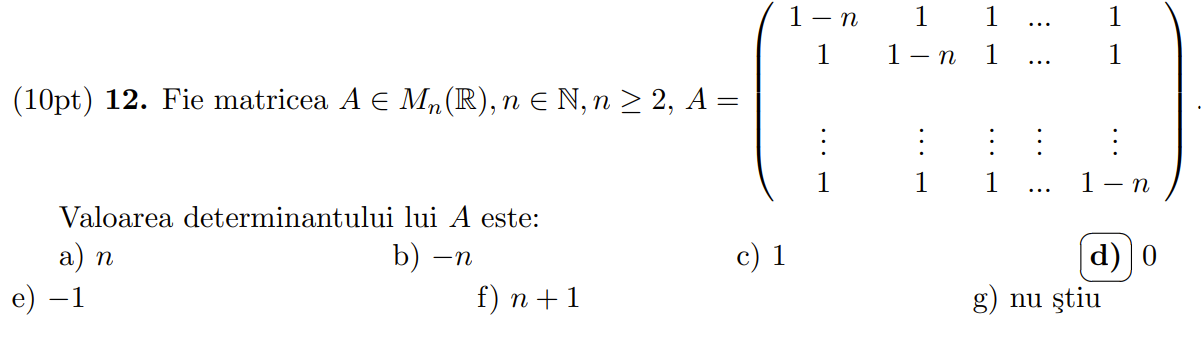 (10pt) 12. Fie matricea A ∈ Mₙ(ℝ), n ∈ ℕ, n ≥ 2, A = ( 1 − n 1 1 ... 1
1 1 − n 1 ... 1
⋮ ⋮ ⋮ ⋮ ⋮
1 1 1 ... 1 − n ) .
Valoarea determinantului lui A este:
a) n b) −n c) 1 d) 0
e) −1 f) n + 1 g) nu ştiu